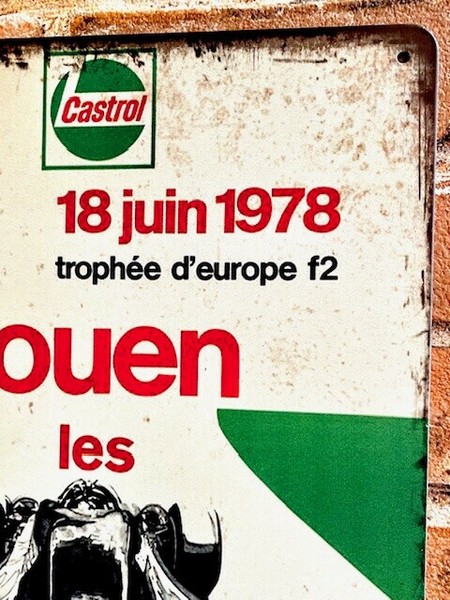 Castrol
18 juin 1978
trophée d'europe f2
ouen
les